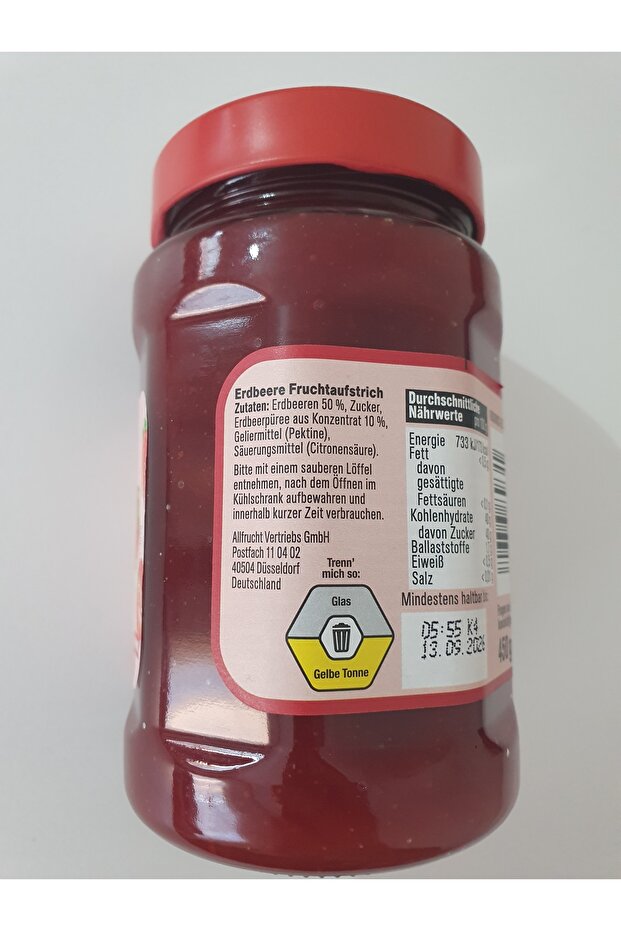 Erdbeere Fruchtaufstrich
Zutaten: Erdbeeren 50 %, Zucker,
Erdbeerpüree aus Konzentrat 10 %,
Geliermittel (Pektine),
Säuerungsmittel (Citronensäure).
Bitte mit einem sauberen Löffel
entnehmen, nach dem Öffnen im
Kühlschrank aufbewahren und
innerhalb kurzer Zeit verbrauchen.
Allfrucht Vertriebs GmbH
Postfach 11 04 02
40504 Düsseldorf
Deutschland
Trenn'
mich so:
Glas
Gelbe Tonne
Durchschnittliche
Nährwerte
Energie 733 kJ
Fett
davon
gesättigte
Fettsäuren
Kohlenhydrate
davon Zucker
Ballaststoffe
Eiweiß
Salz
Mindestens haltbar
05:55 K4
13.09.2026
450 g